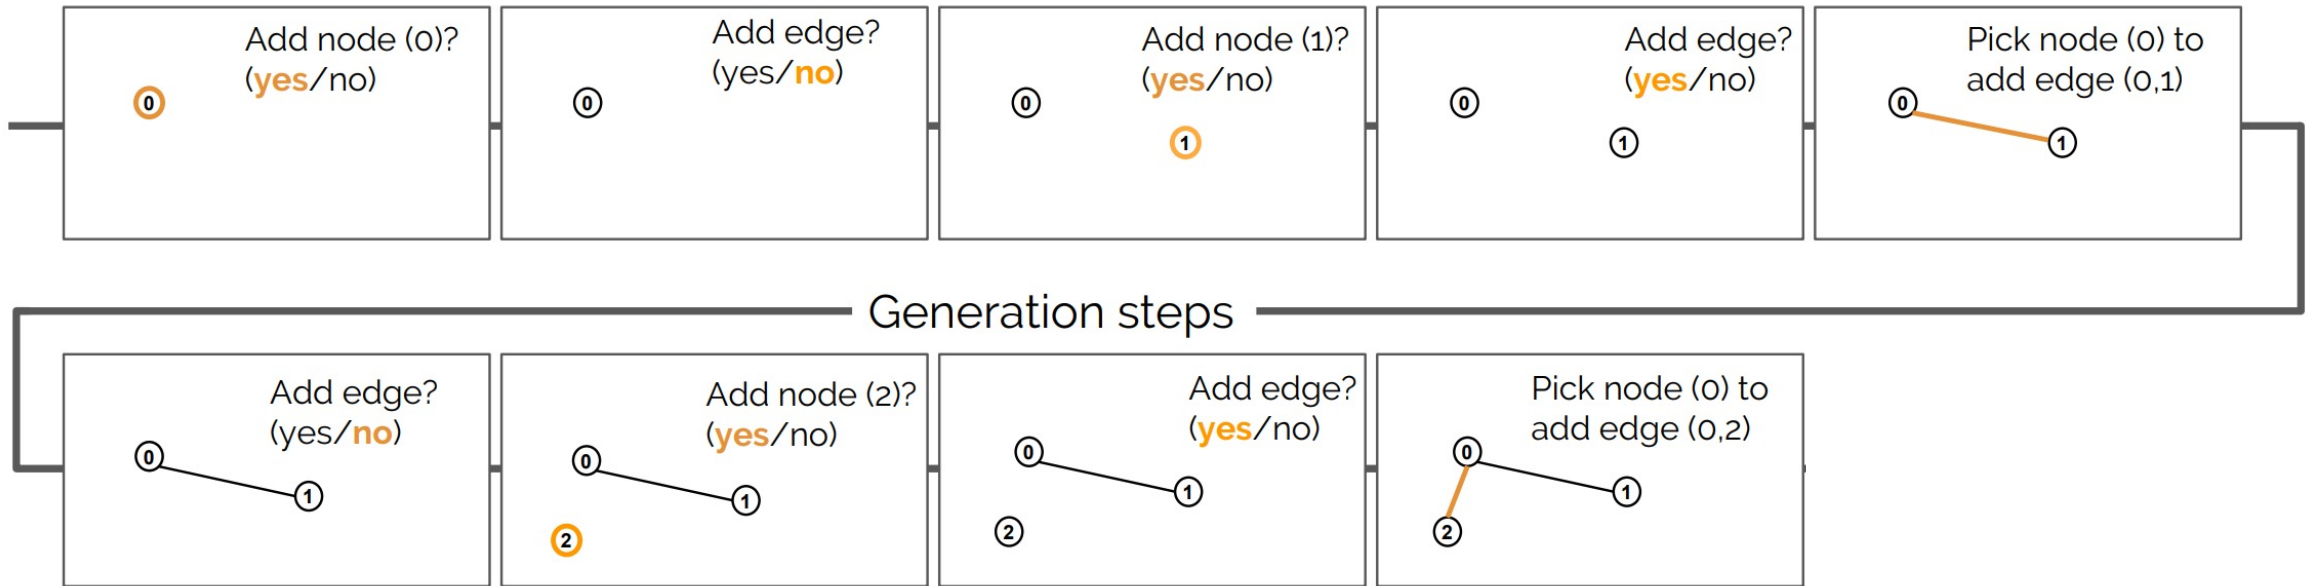 Add node (0)?
(yes/no)
0
Add edge?
(yes/no)
0
Add node (1)?
(yes/no)
0
1
Add edge?
(yes/no)
0
1
Pick node (0) to
add edge (0,1)
0
1
Generation steps
Add edge?
(yes/no)
0
1
Add node (2)?
(yes/no)
0
1
2
Add edge?
(yes/no)
0
1
2
Pick node (0) to
add edge (0,2)
0
1
2